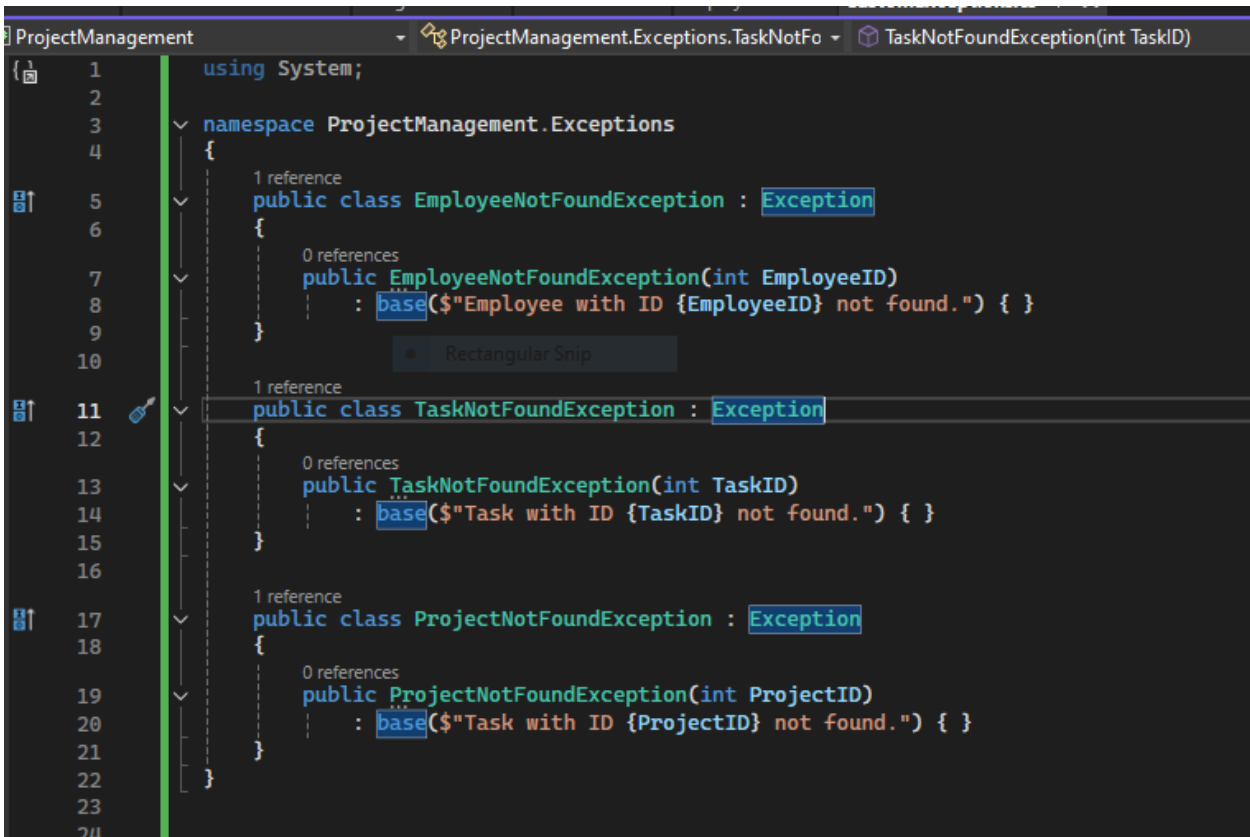 ProjectManagement ProjectManagement.Exceptions.TaskNotFo TaskNotFoundException(int TaskID)
1 using System;
2
3 namespace ProjectManagement.Exceptions
4 {
1 reference
5 public class EmployeeNotFoundException : Exception
6 {
0 references
7 public EmployeeNotFoundException(int EmployeeID)
8 : base($"Employee with ID {EmployeeID} not found.") { }
9 }
Rectangular Snip
10
1 reference
11 public class TaskNotFoundException : Exception
12 {
0 references
13 public TaskNotFoundException(int TaskID)
14 : base($"Task with ID {TaskID} not found.") { }
15 }
16
1 reference
17 public class ProjectNotFoundException : Exception
18 {
0 references
19 public ProjectNotFoundException(int ProjectID)
20 : base($"Task with ID {ProjectID} not found.") { }
21 }
22 }
23
24